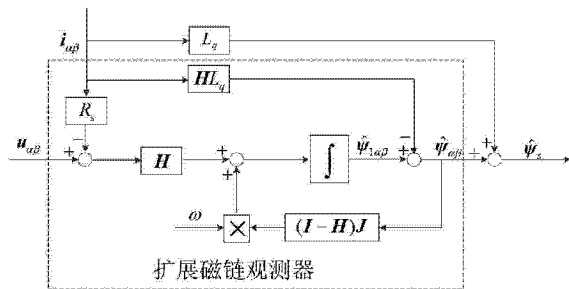 i_αβ
L_q
HL_q
R_s
u_αβ
−
+
H
+
+
∫
ψ̂_1αβ
−
+
ψ̂_αβ
+
+
ψ̂_s
ω
×
(I − H)J
扩展磁链观测器